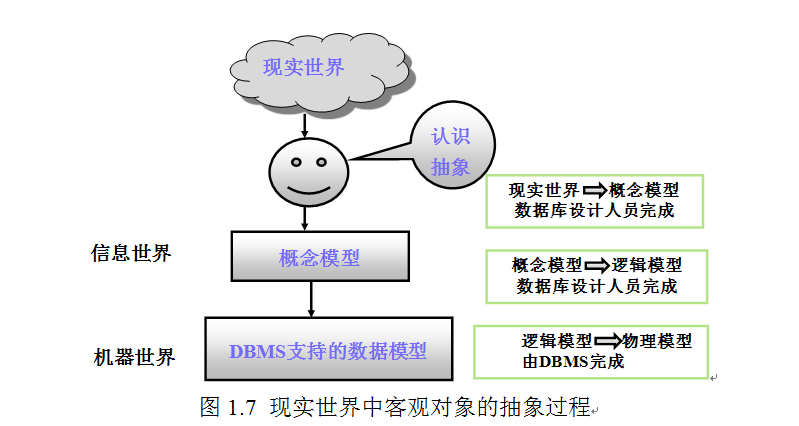 现实世界
认识
抽象
现实世界⇨概念模型
数据库设计人员完成
信息世界
概念模型
概念模型⇨逻辑模型
数据库设计人员完成
机器世界
DBMS支持的数据模型
逻辑模型⇨物理模型
由DBMS完成
图 1.7 现实世界中客观对象的抽象过程